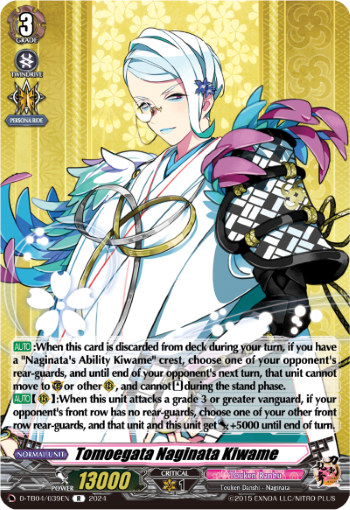 3
GRADE
TWINDRIVE
PERSONA RIDE
AUTO:When this card is discarded from deck during your turn, if you have
a "Naginata's Ability Kiwame" crest, choose one of your opponent's
rear-guards, and until end of your opponent's next turn, that unit cannot
move to or other , and cannot during the stand phase.
AUTO【 】:When this unit attacks a grade 3 or greater vanguard, if your
opponent's front row has no rear-guards, choose one of your other front
row rear-guards, and that unit and this unit get +5000 until end of turn.
NORMAL UNIT
Tomoegata Naginata Kiwame
POWER 13000 CRITICAL 1
Touken Ranbu
Touken Danshi - Naginata
D-TB04/039EN R 2024 ©2015 EXNOA LLC/NITRO PLUS